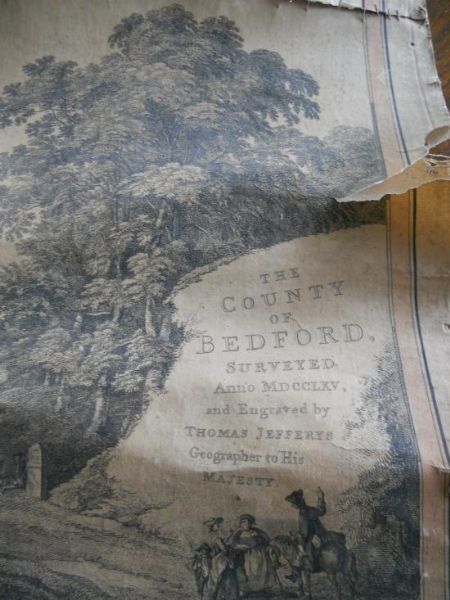 THE
COUNTY
OF
BEDFORD,
SURVEYED
Anno MDCCLXV,
and Engraved by
THOMAS JEFFERYS
Geographer to His
MAJESTY.